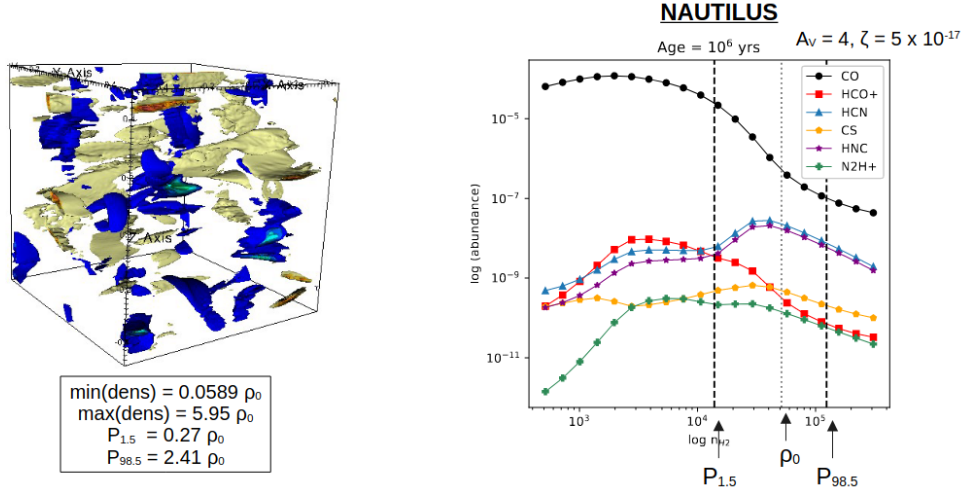 NAUTILUS
Age = 10⁶ yrs
Aᵥ = 4, ζ = 5 x 10⁻¹⁷
Y Axis
Axis
Z Axis
min(dens) = 0.0589 ρ₀
max(dens) = 5.95 ρ₀
P₁.₅ = 0.27 ρ₀
P₉₈.₅ = 2.41 ρ₀
log (abundance)
10⁻⁵
10⁻⁷
10⁻⁹
10⁻¹¹
CO
HCO+
HCN
CS
HNC
N2H+
10³
10⁴
10⁵
log n_H2
P₁.₅
ρ₀
P₉₈.₅